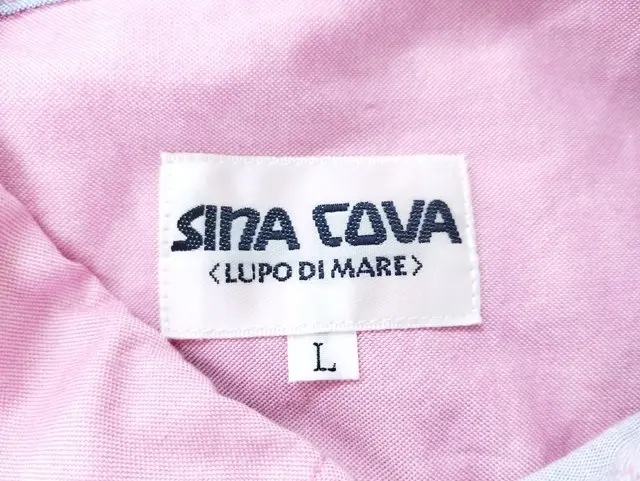 SINA COVA
<LUPO DI MARE>
L